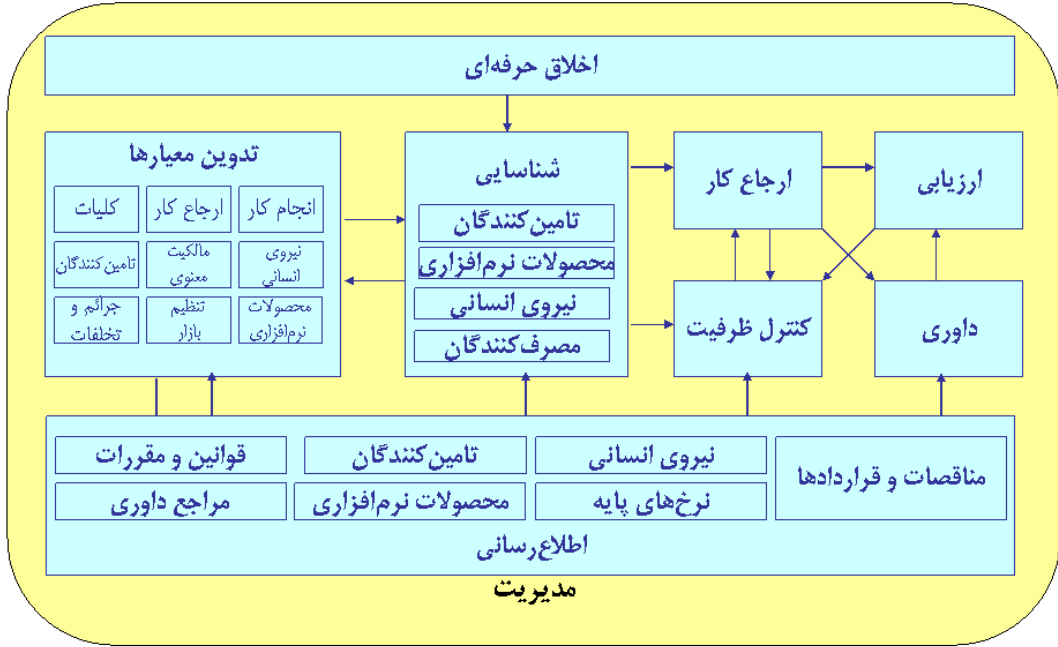 اخلاق حرفه‌ای
تدوین معیارها
انجام کار
ارجاع کار
کلیات
نیروی
انسانی
مالکیت
معنوی
تامین‌کنندگان
محصولات
نرم‌افزاری
تنظیم
بازار
جرائم و
تخلفات
شناسایی
تامین‌کنندگان
محصولات نرم‌افزاری
نیروی انسانی
مصرف‌کنندگان
ارجاع کار
ارزیابی
کنترل ظرفیت
داوری
قوانین و مقررات
تامین‌کنندگان
نیروی انسانی
مناقصات و قراردادها
مراجع داوری
محصولات نرم‌افزاری
نرخ‌های پایه
اطلاع‌رسانی
مدیریت